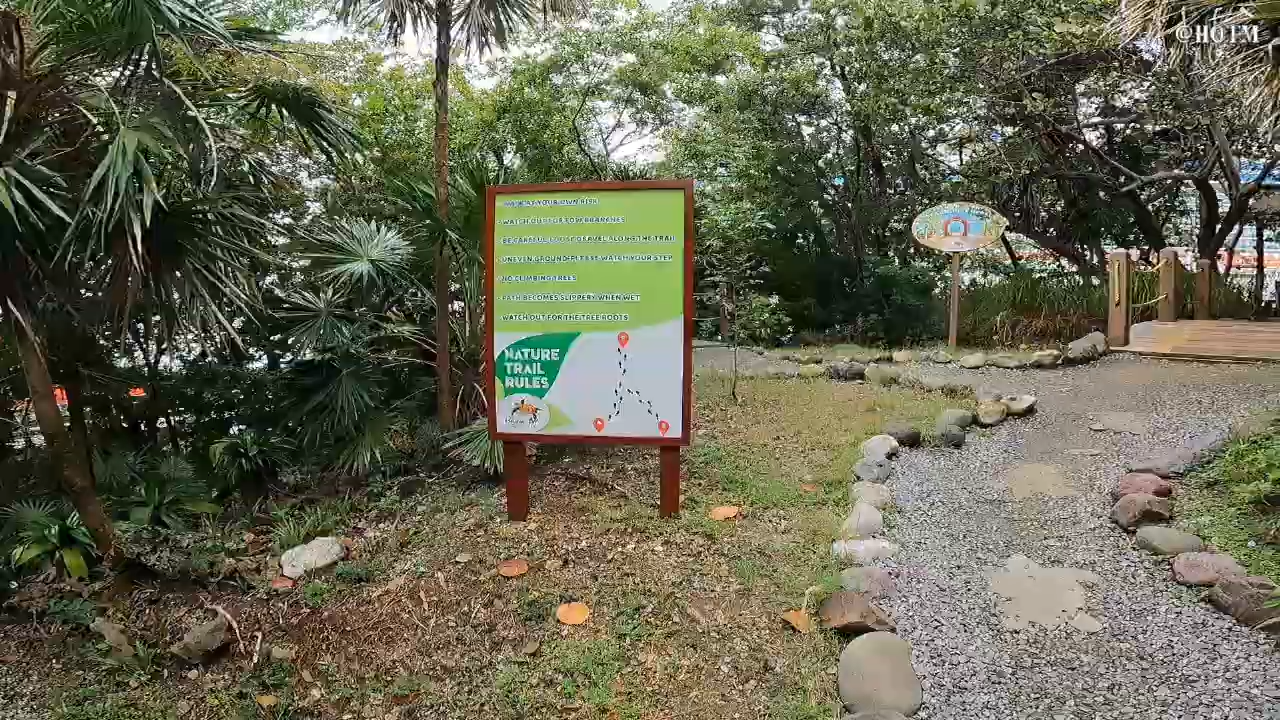 ©HOTM
· WALK AT YOUR OWN RISK
· WATCH OUT FOR LOW BRANCHES
· BE CAREFUL LOOSE GRAVEL ALONG THE TRAIL
· UNEVEN GROUND PLEASE WATCH YOUR STEP
· NO CLIMBING TREES
· PATH BECOMES SLIPPERY WHEN WET
· WATCH OUT FOR THE TREE ROOTS
NATURE
TRAIL
RULES